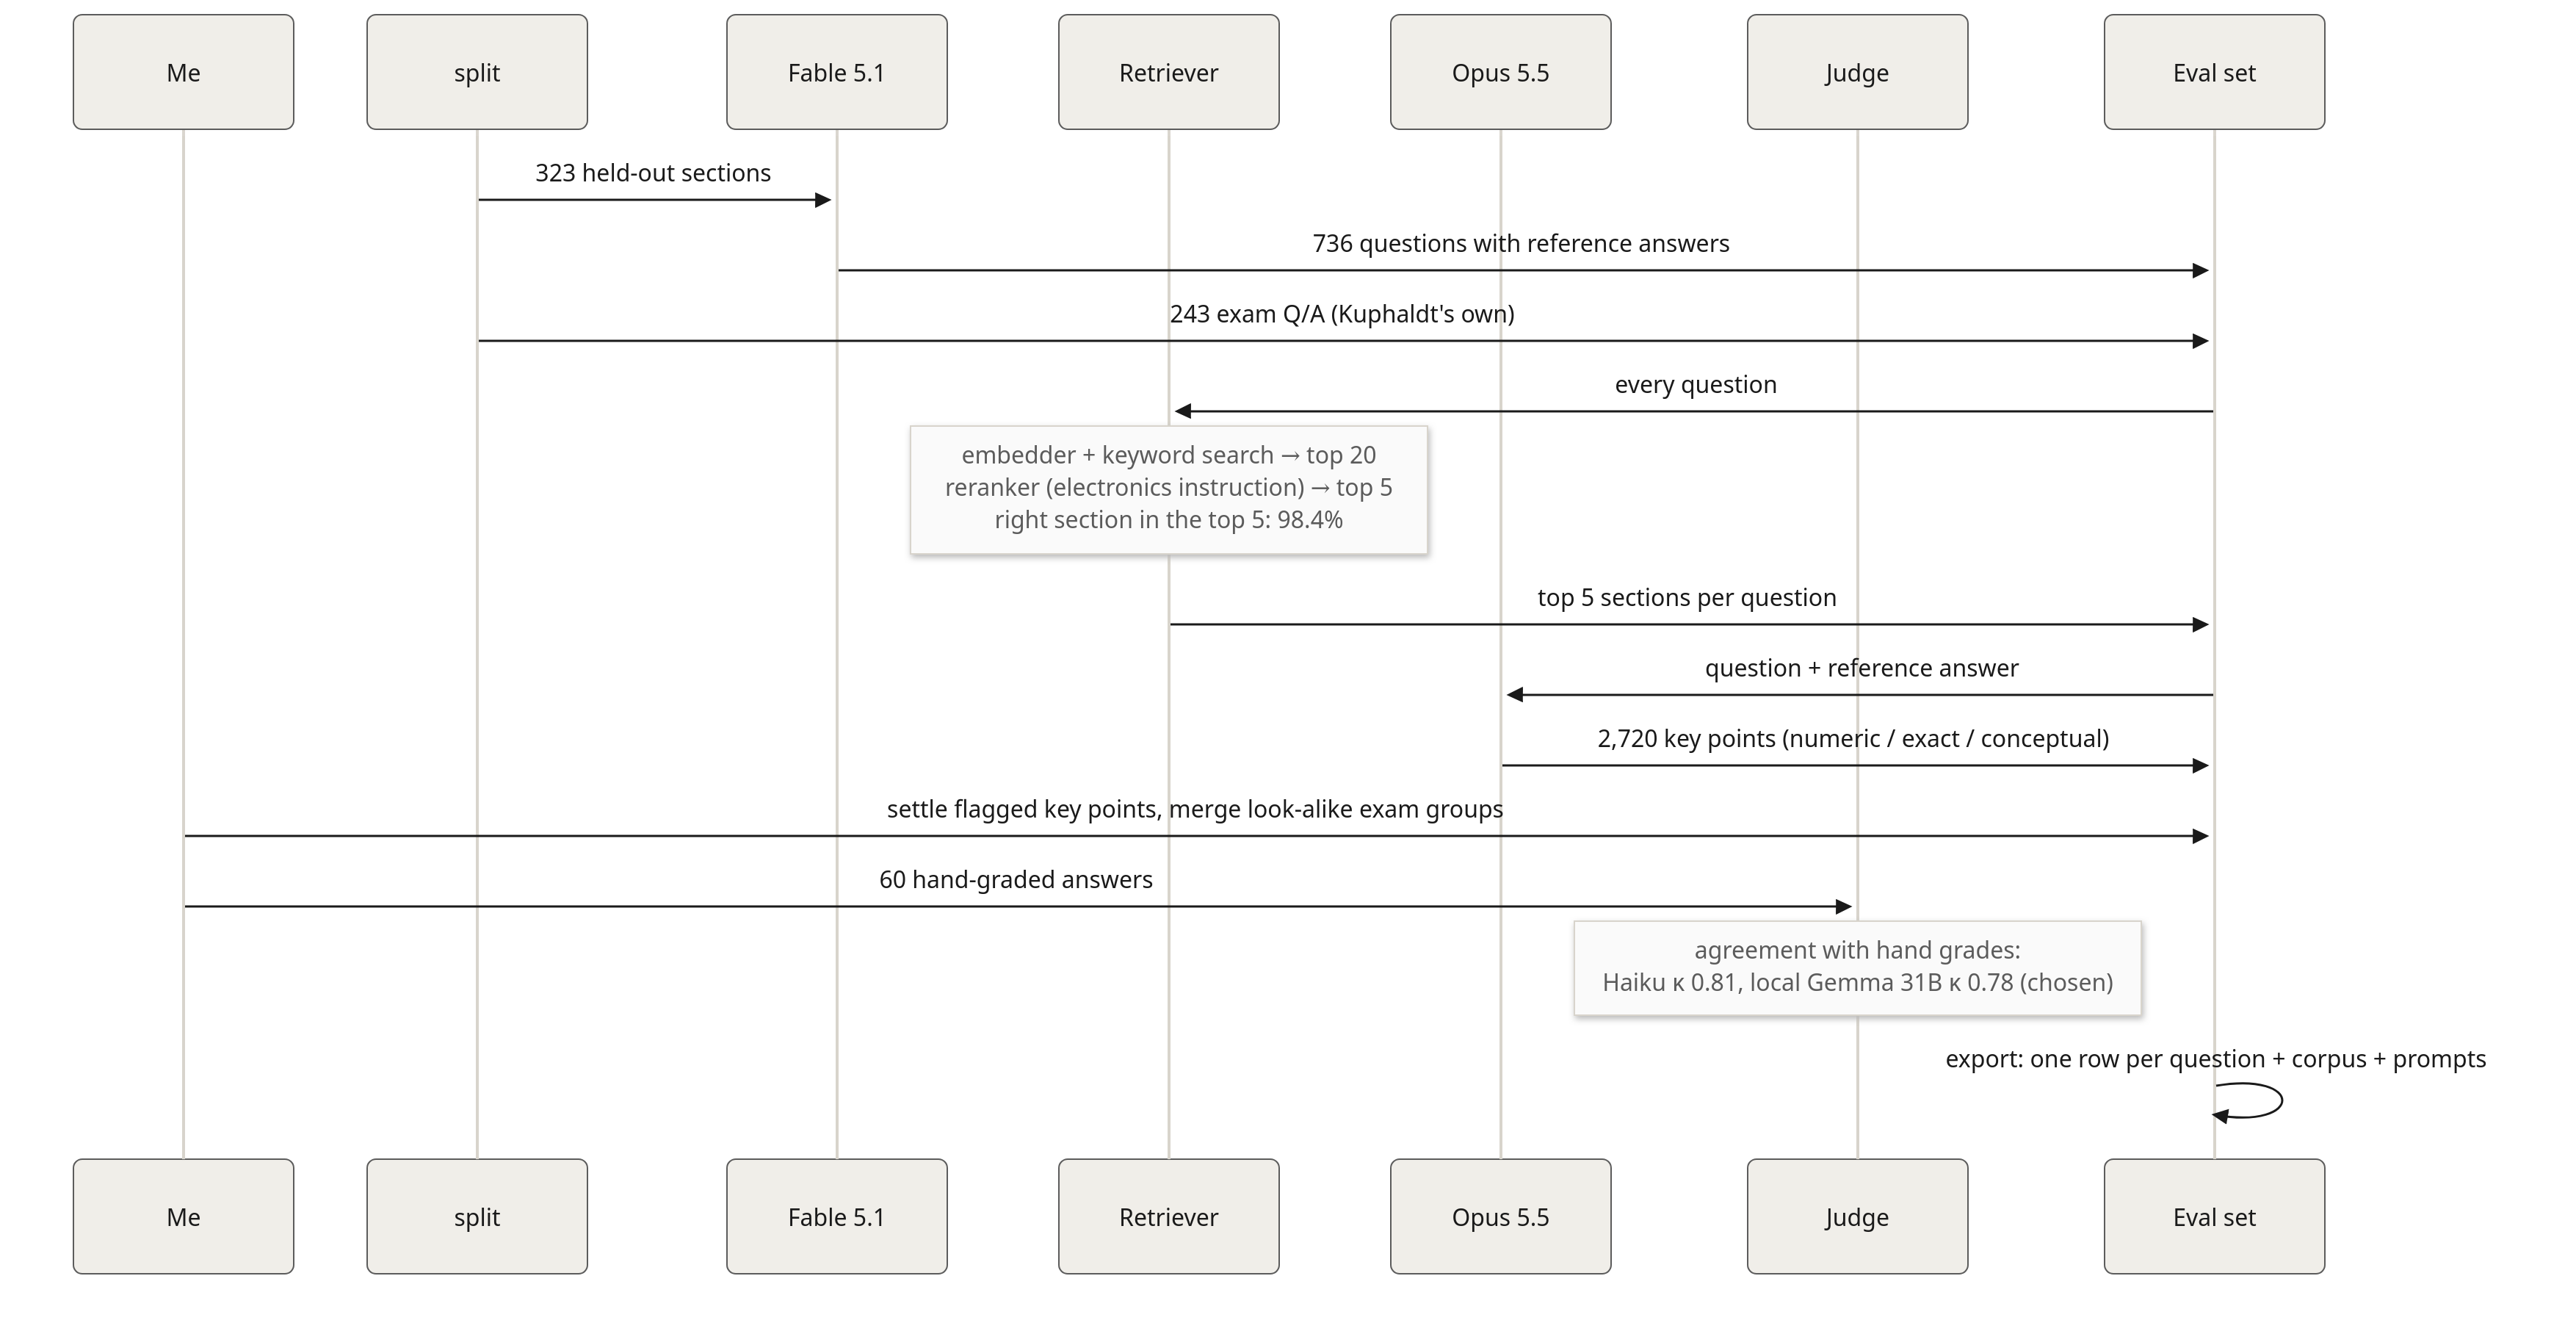 Me
split
Fable 5.1
Retriever
Opus 5.5
Judge
Eval set
323 held-out sections
736 questions with reference answers
243 exam Q/A (Kuphaldt's own)
every question
embedder + keyword search → top 20
reranker (electronics instruction) → top 5
right section in the top 5: 98.4%
top 5 sections per question
question + reference answer
2,720 key points (numeric / exact / conceptual)
settle flagged key points, merge look-alike exam groups
60 hand-graded answers
agreement with hand grades:
Haiku κ 0.81, local Gemma 31B κ 0.78 (chosen)
export: one row per question + corpus + prompts
Me
split
Fable 5.1
Retriever
Opus 5.5
Judge
Eval set